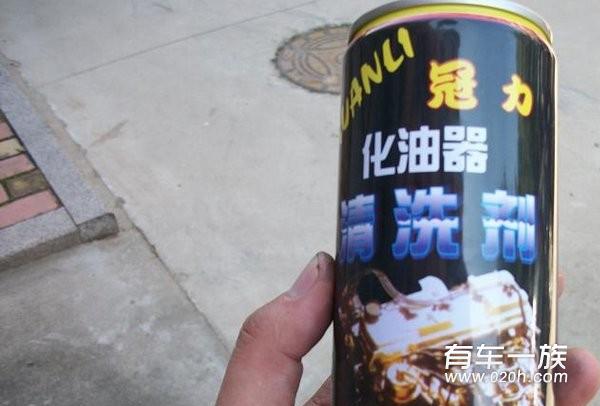 UANLI
冠力
化油器
清洗剂
有车一族
www.020h.com